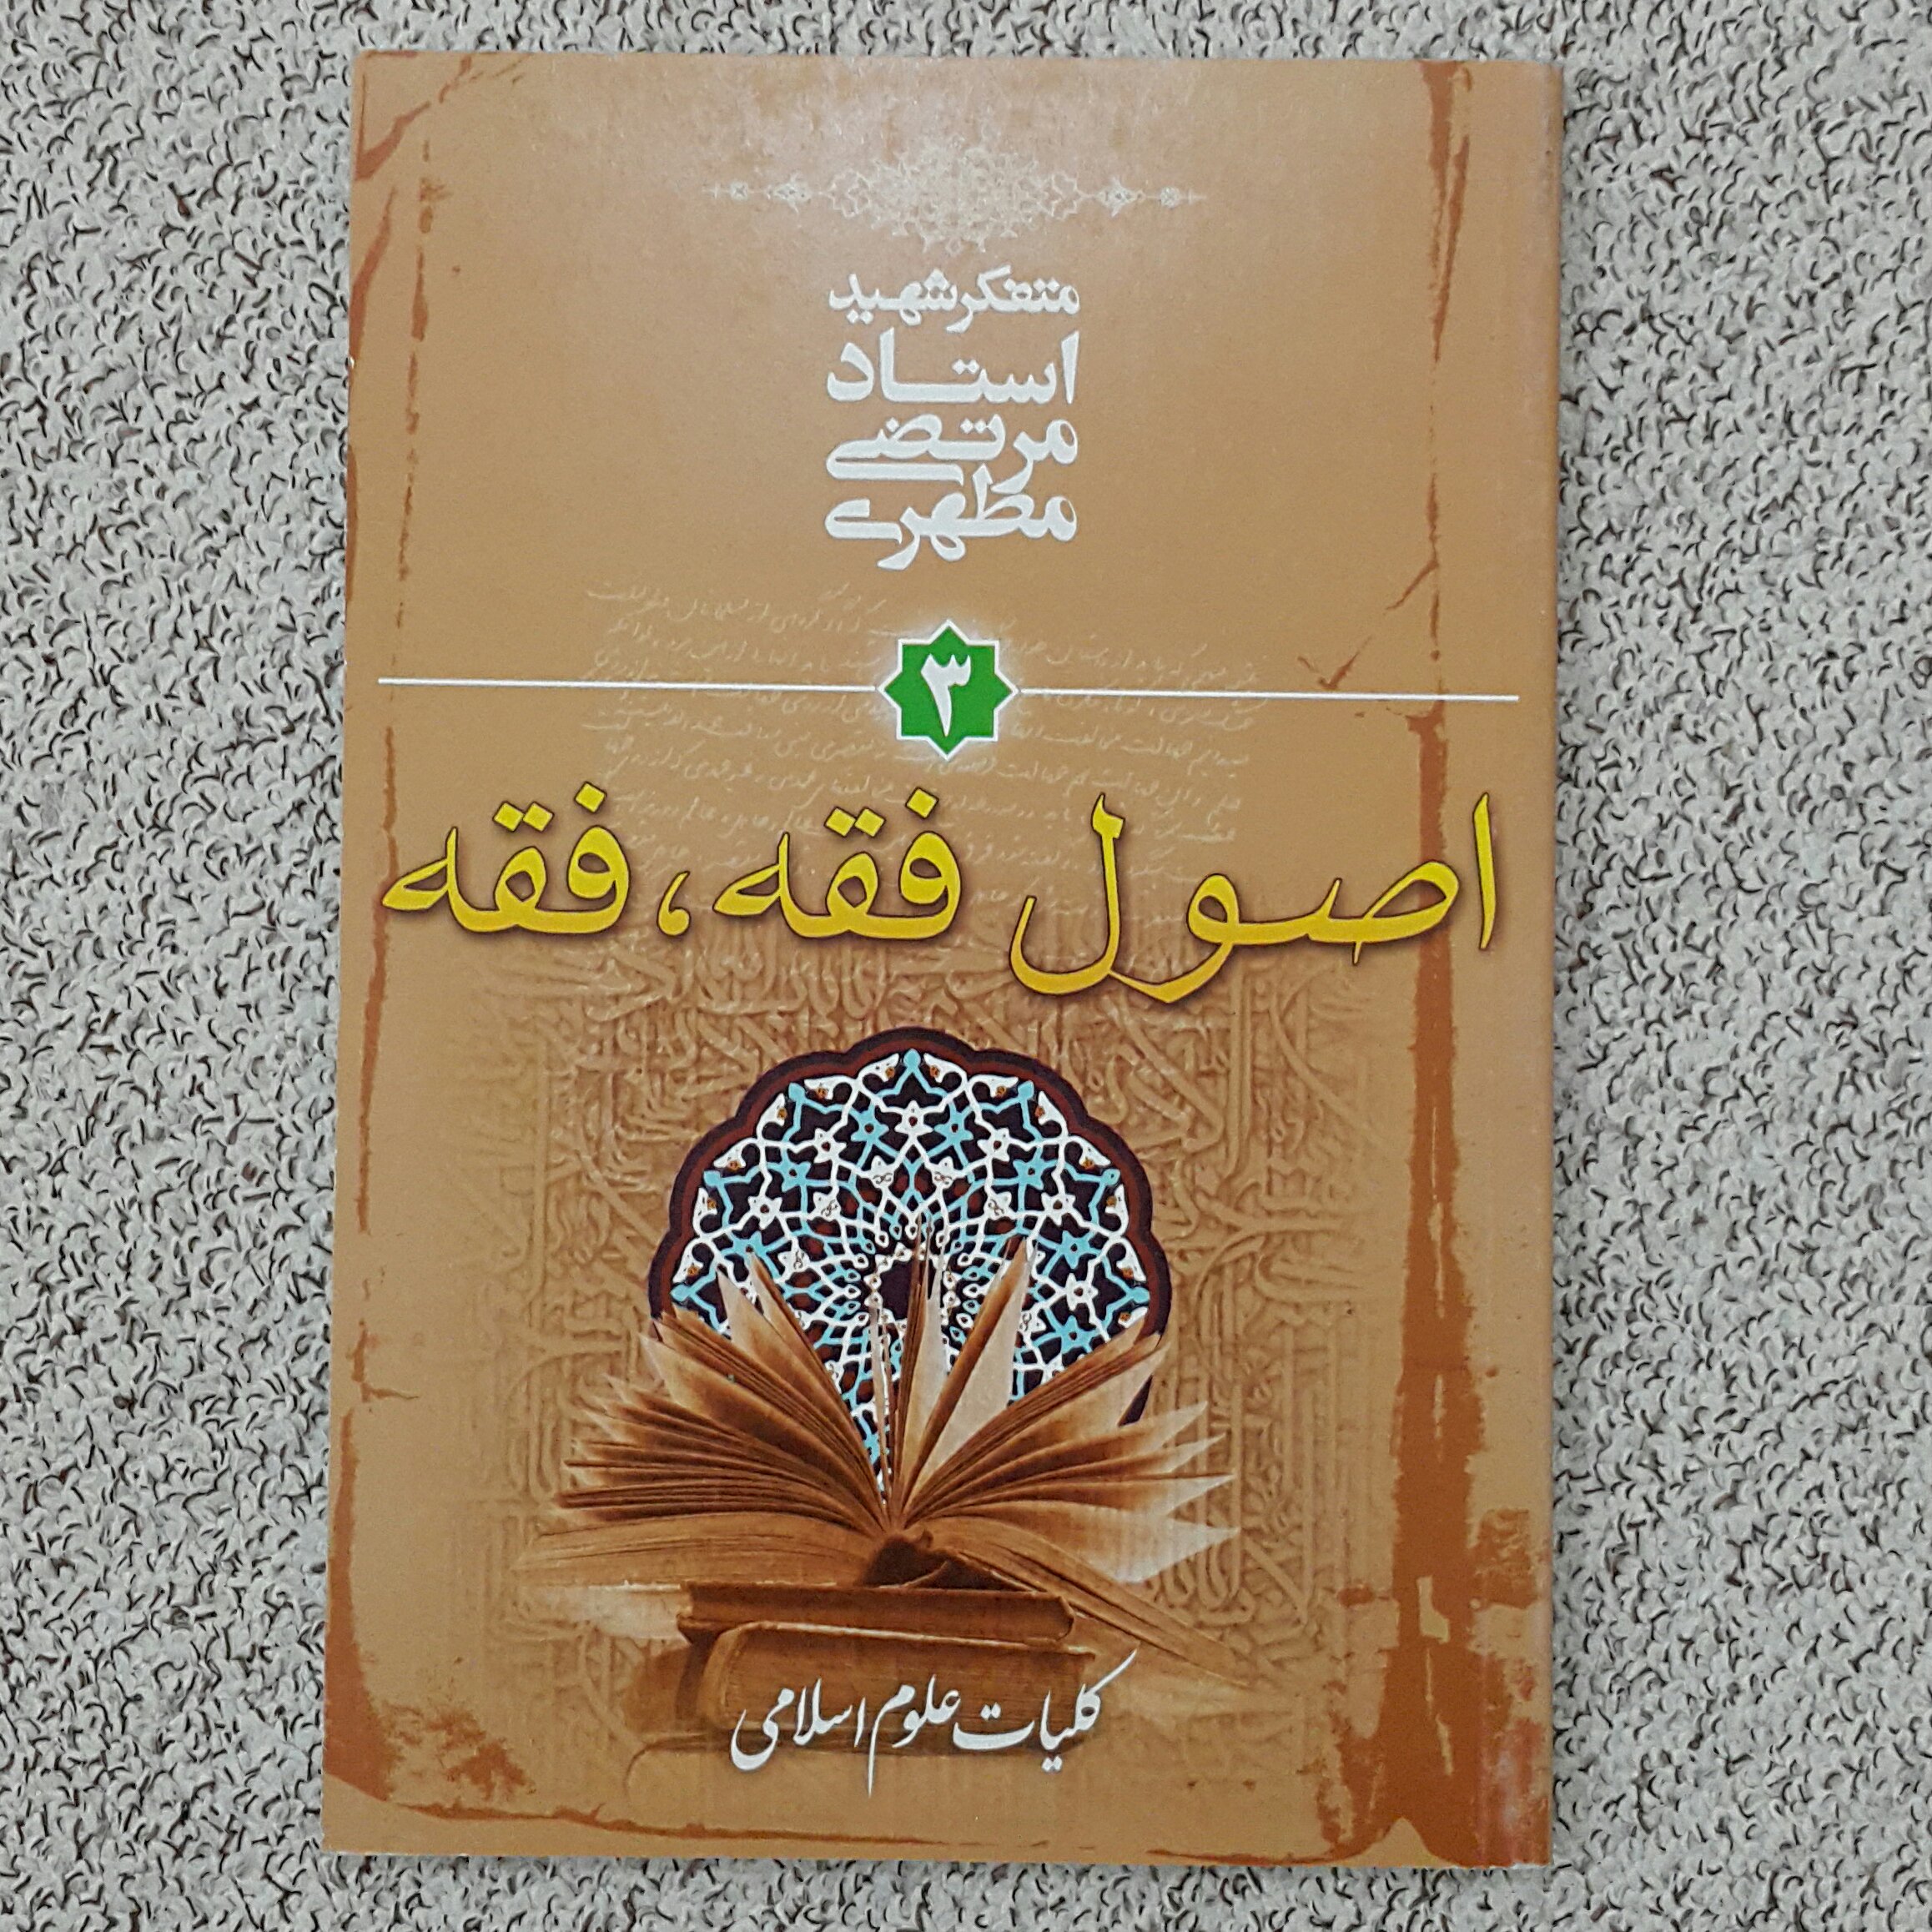 متفکر شهید
استاد
مرتضی
مطهری
۳
اصول فقه، فقه
کلیات علوم اسلامی